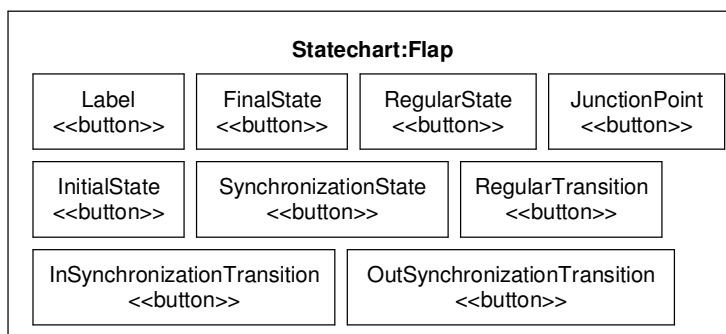 Statechart:Flap
Label
<<button>>
FinalState
<<button>>
RegularState
<<button>>
JunctionPoint
<<button>>
InitialState
<<button>>
SynchronizationState
<<button>>
RegularTransition
<<button>>
InSynchronizationTransition
<<button>>
OutSynchronizationTransition
<<button>>